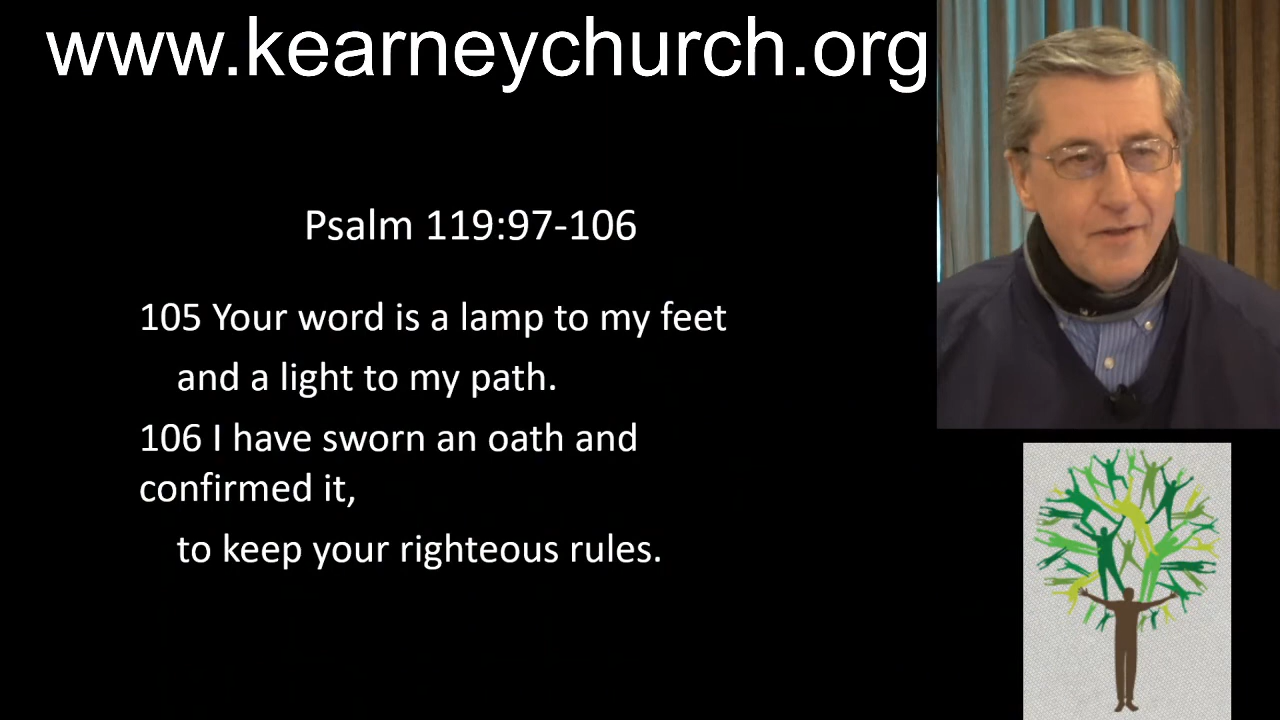 www.kearneychurch.org
Psalm 119:97-106
105 Your word is a lamp to my feet
and a light to my path.
106 I have sworn an oath and
confirmed it,
to keep your righteous rules.